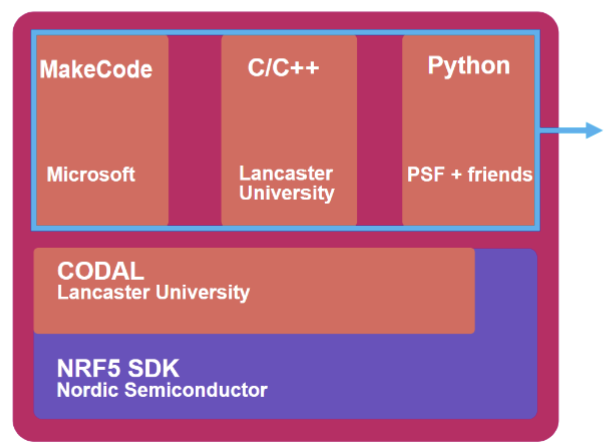 MakeCode
Microsoft
C/C++
Lancaster
University
Python
PSF + friends
CODAL
Lancaster University
NRF5 SDK
Nordic Semiconductor